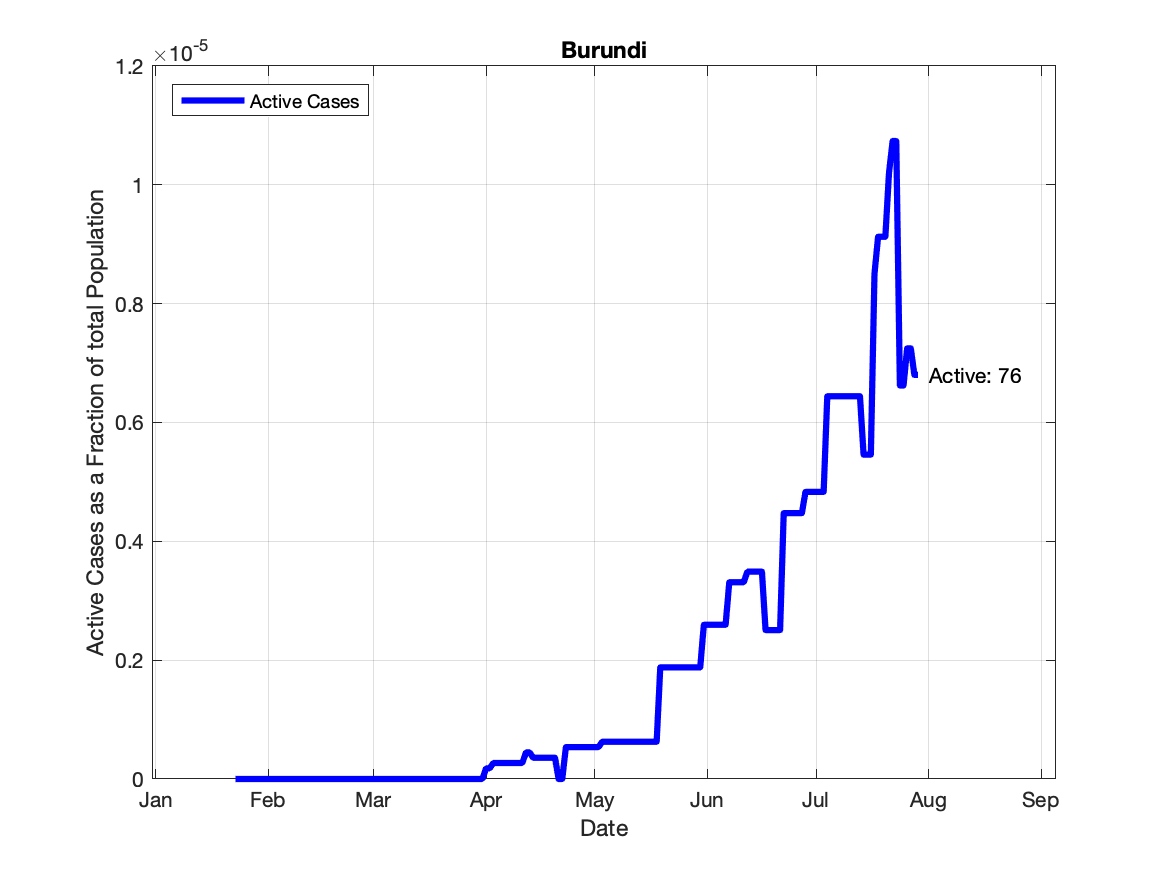 Burundi
×10-5
1.2
1
0.8
0.6
0.4
0.2
0
Active Cases as a Fraction of total Population
Active Cases
Active: 76
Jan Feb Mar Apr May Jun Jul Aug Sep
Date